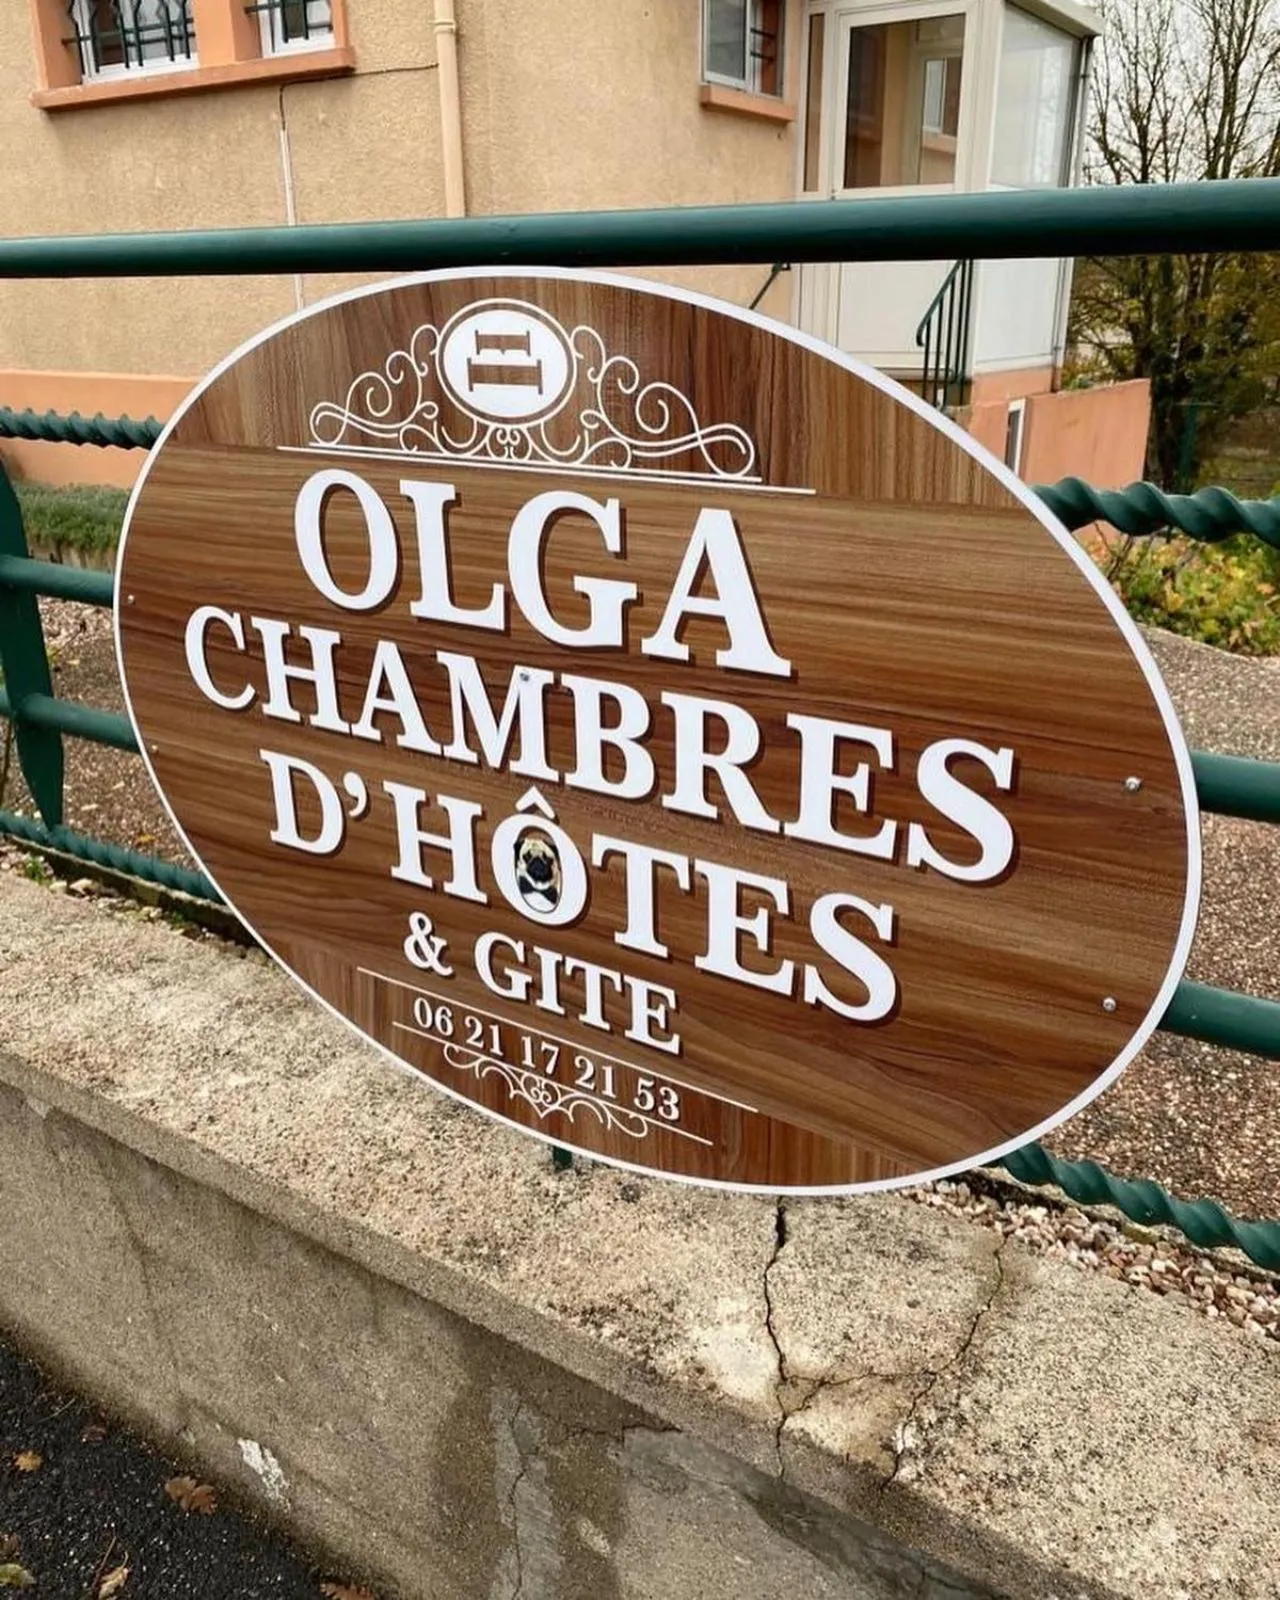 OLGA
CHAMBRES
D'HÔTES
& GITE
06 21 17 21 53